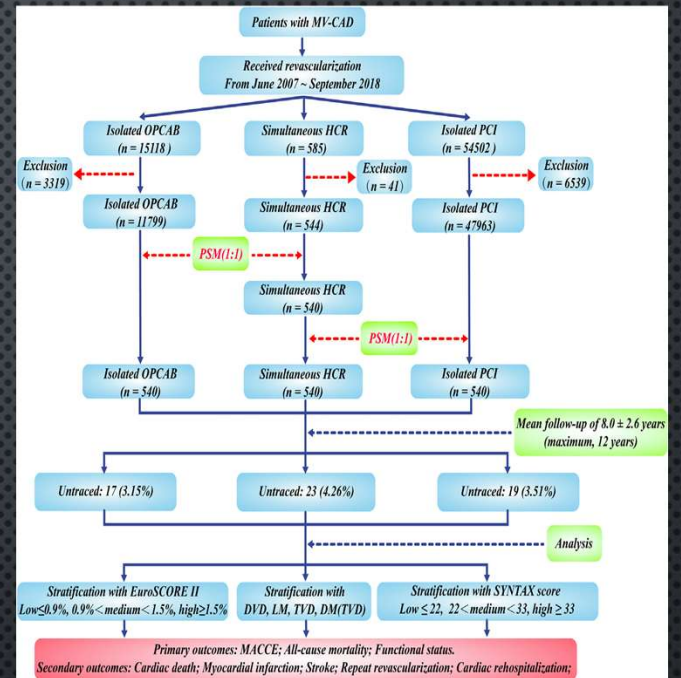 Patients with MV-CAD
Received revascularization
From June 2007 ~ September 2018
Isolated OPCAB
(n = 15118 )
Simultaneous HCR
(n = 585)
Isolated PCI
(n = 54502 )
Exclusion
(n = 3319)
Exclusion
(n = 41)
Exclusion
(n = 6539)
Isolated OPCAB
(n = 11799)
Simultaneous HCR
(n = 544)
Isolated PCI
(n = 47963)
PSM(1:1)
Simultaneous HCR
(n = 540)
PSM(1:1)
Isolated OPCAB
(n = 540)
Simultaneous HCR
(n = 540)
Isolated PCI
(n = 540)
Mean follow-up of 8.0 ± 2.6 years
(maximum, 12 years)
Untraced: 17 (3.15%)
Untraced: 23 (4.26%)
Untraced: 19 (3.51%)
Analysis
Stratification with EuroSCORE II
Low≤0.9%, 0.9%<medium<1.5%, high≥1.5%
Stratification with
DVD, LM, TVD, DM(TVD)
Stratification with SYNTAX score
Low ≤ 22, 22<medium<33, high ≥ 33
Primary outcomes: MACCE; All-cause mortality; Functional status.
Secondary outcomes: Cardiac death; Myocardial infarction; Stroke; Repeat revascularization; Cardiac rehospitalization;